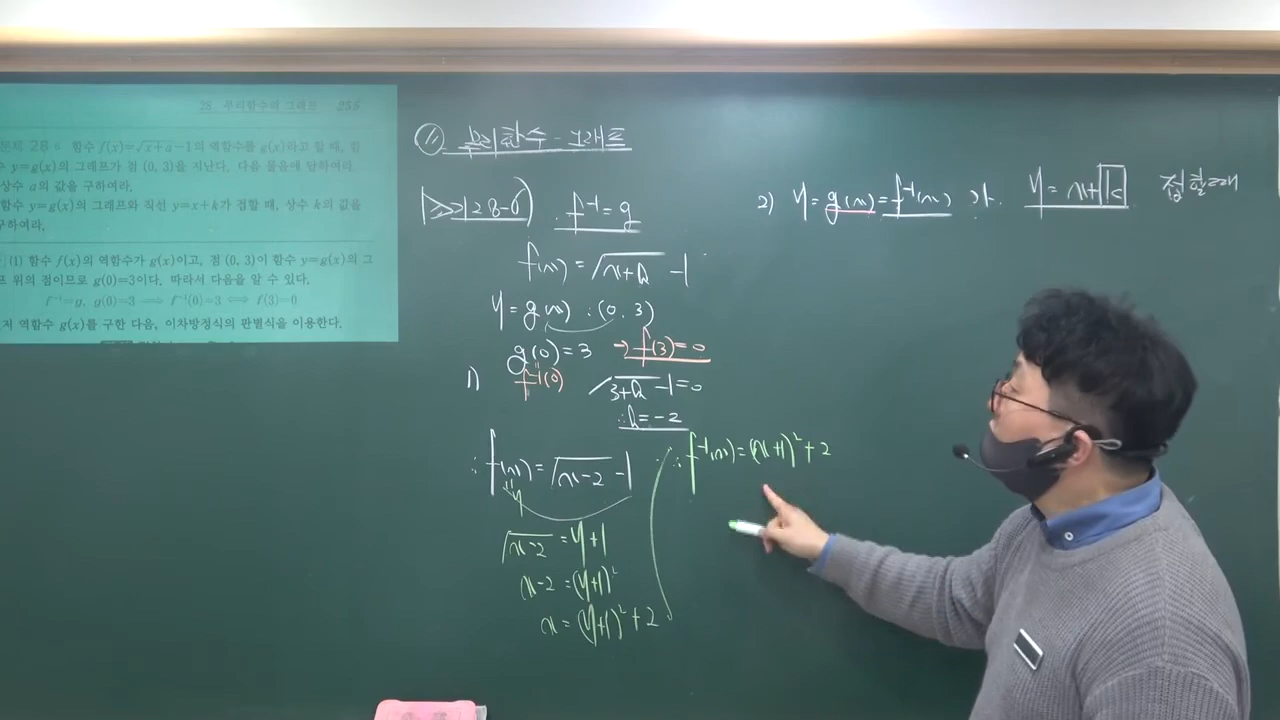 28 무리함수의 그래프 255
문제 28-6 함수 f(x)=√x+a-1의 역함수를 g(x)라고 할 때, 함
수 y=g(x)의 그래프가 점 (0, 3)을 지난다. 다음 물음에 답하여라.
상수 a의 값을 구하여라.
함수 y=g(x)의 그래프와 직선 y=x+k가 접할 때, 상수 k의 값을
구하여라.
(1) 함수 f(x)의 역함수가 g(x)이고, 점 (0, 3)이 함수 y=g(x)의 그
프 위의 점이므로 g(0)=3이다. 따라서 다음을 알 수 있다.
f⁻¹=g, g(0)=3 ⟹ f⁻¹(0)=3 ⟺ f(3)=0
저 역함수 g(x)를 구한 다음, 이차방정식의 판별식을 이용한다.
11 무리함수-그래프
28-6) f⁻¹=g
f(x)=√x+a -1
y=g(x) : (0, 3)
g(0)=3 → f(3)=0
1) f⁻¹(0) √3+a -1=0
∴a=-2
∴f(x)=√x-2 -1
y
√x-2 =y+1
x-2=(y+1)²
x=(y+1)²+2
∴f⁻¹(x)=(x+1)²+2
2) y=g(x)=f⁻¹(x) 가 y=x+k 접할때